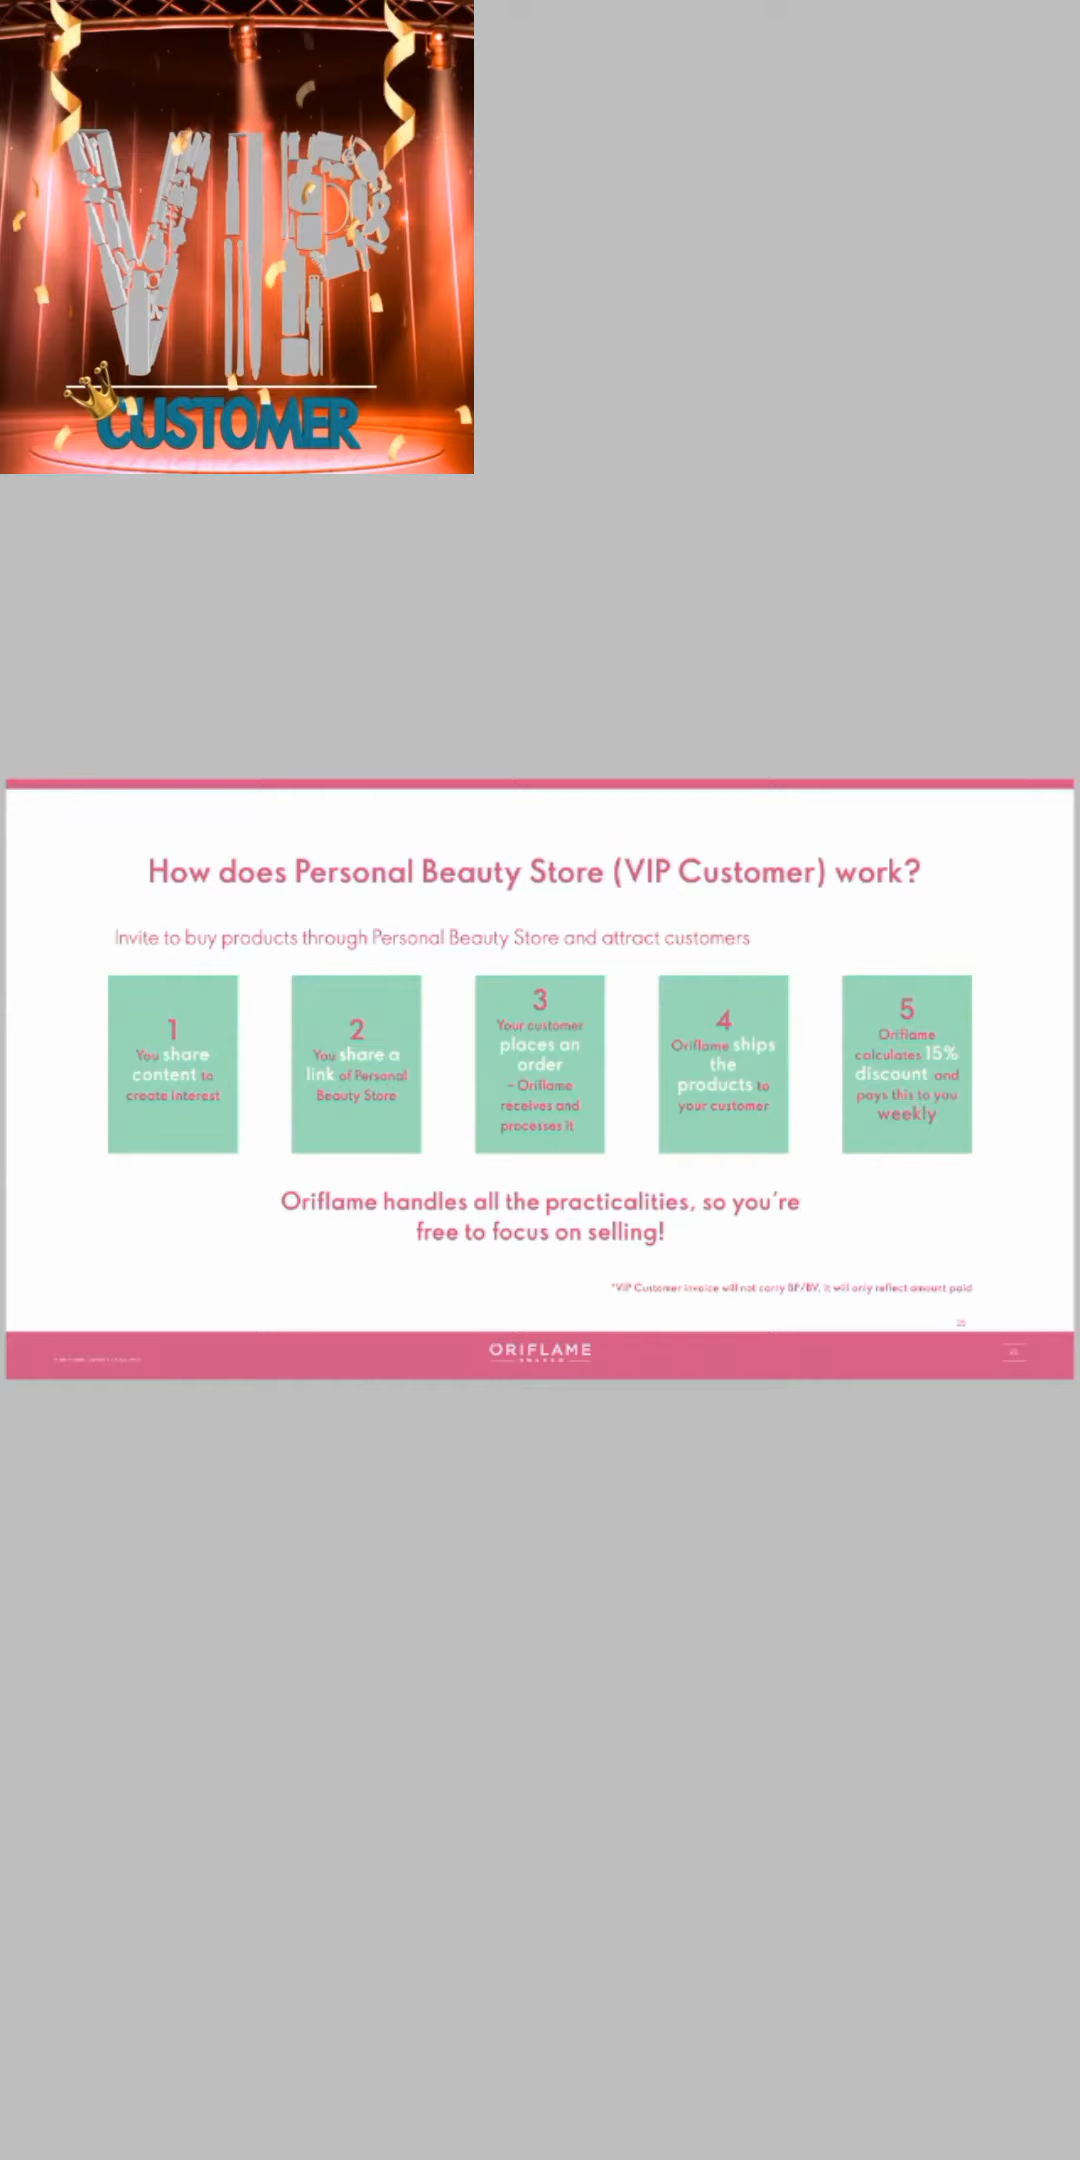 VIP
CUSTOMER
How does Personal Beauty Store (VIP Customer) work?
Invite to buy products through Personal Beauty Store and attract customers
1
You share
content to
create interest
2
You share a
link of Personal
Beauty Store
3
Your customer
places an
order
– Oriflame
receives and
processes it
4
Oriflame ships
the
products to
your customer
5
Oriflame
calculates 15%
discount and
pays this to you
weekly
Oriflame handles all the practicalities, so you're
free to focus on selling!
*VIP Customer invoice will not carry BP/BV, it will only reflect amount paid
ORIFLAME
SWEDEN